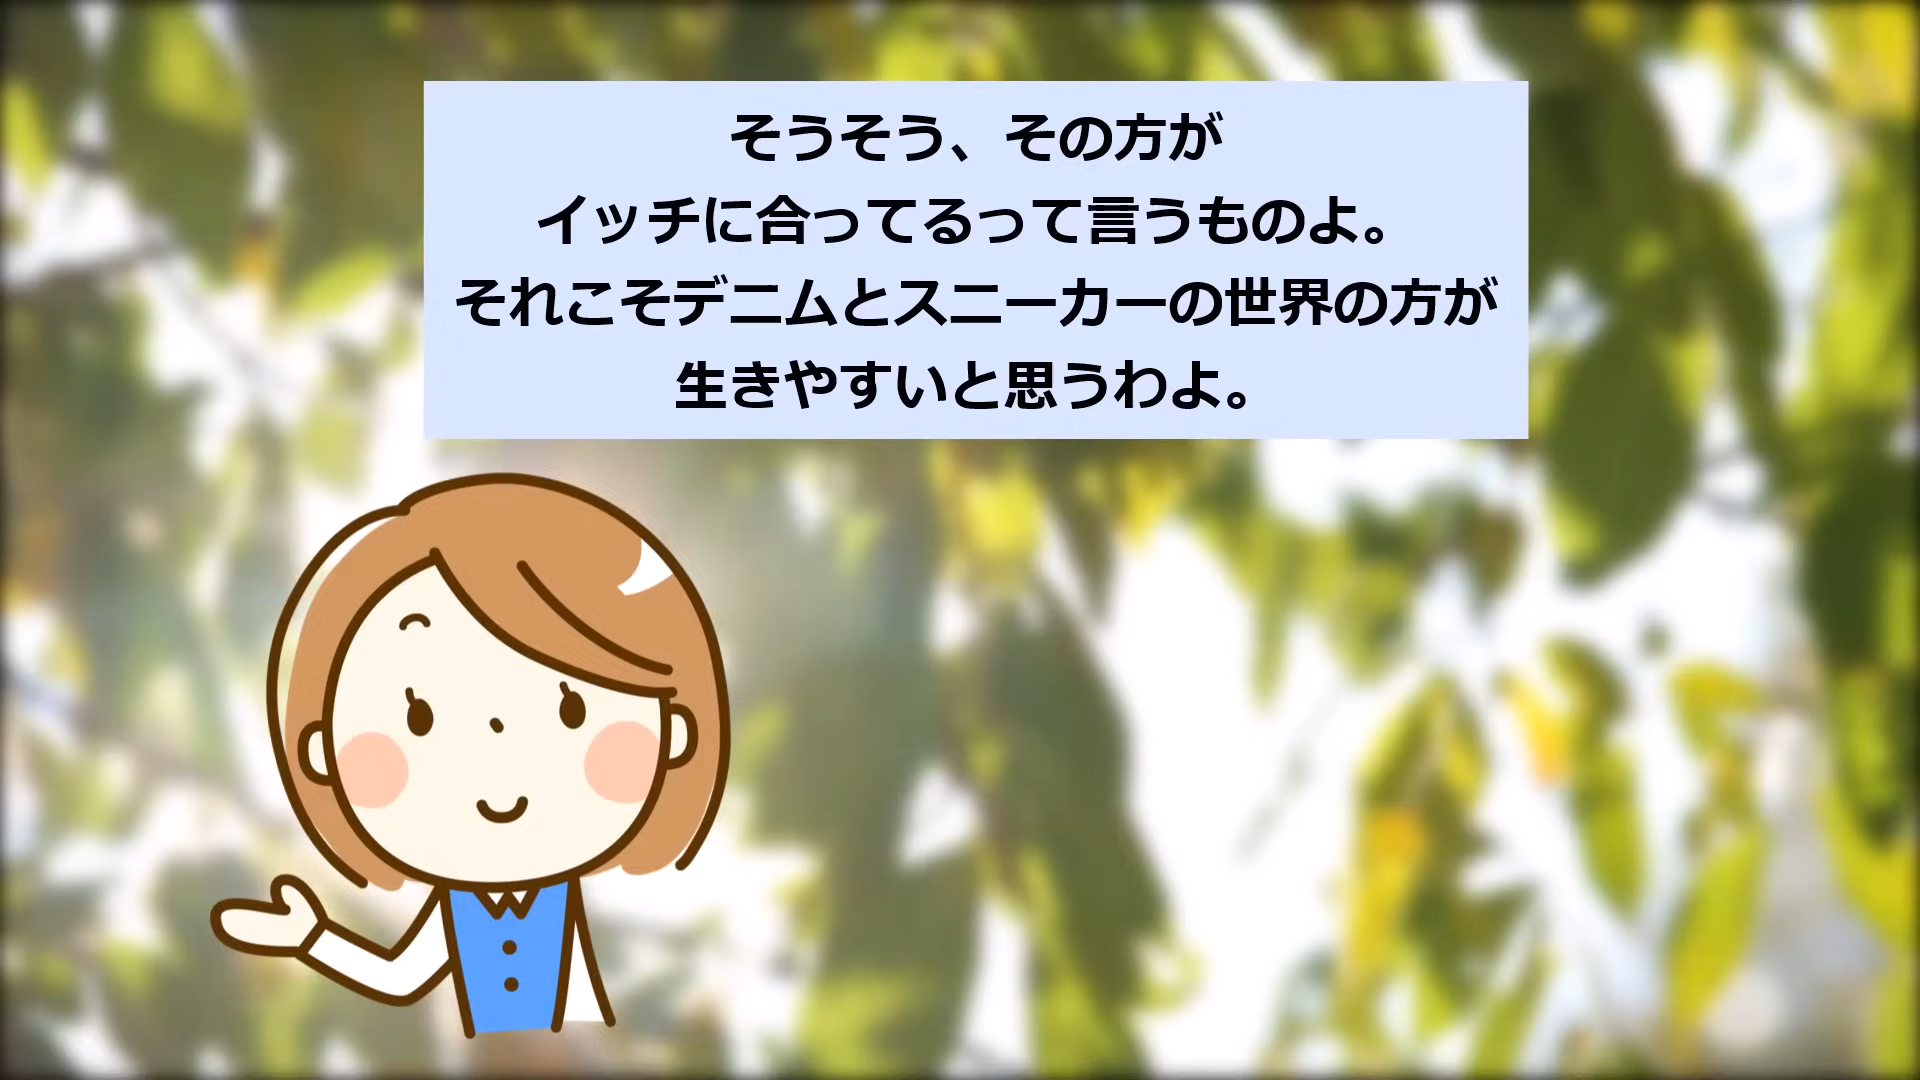 そうそう、その方が
イッチに合ってるって言うものよ。
それこそデニムとスニーカーの世界の方が
生きやすいと思うわよ。